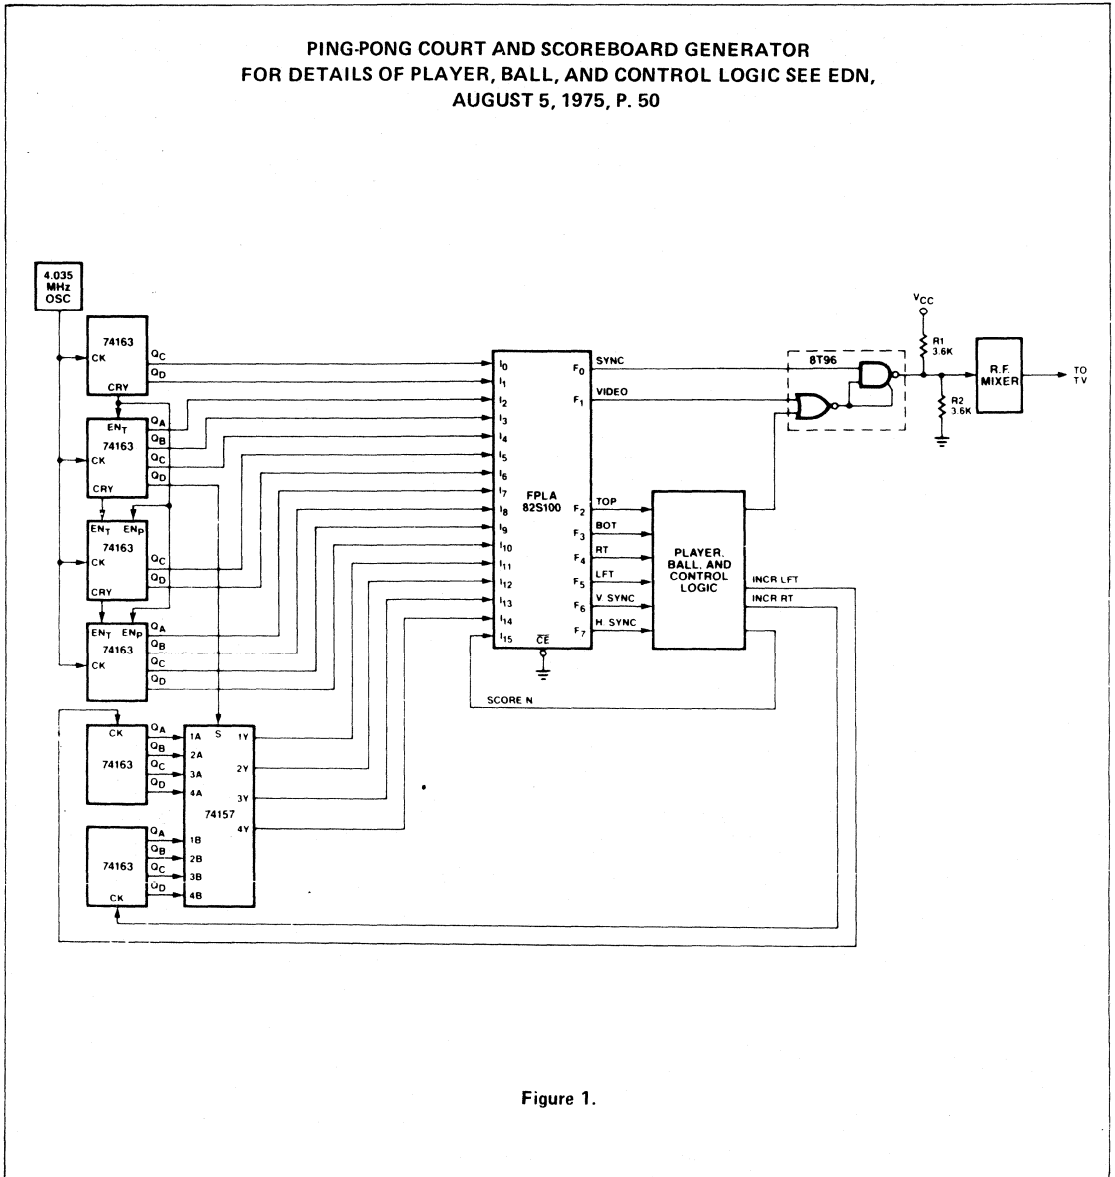 PING-PONG COURT AND SCOREBOARD GENERATOR
FOR DETAILS OF PLAYER, BALL, AND CONTROL LOGIC SEE EDN,
AUGUST 5, 1975, P. 50
4.035
MHz
OSC
74163
CK
CRY
QC
QD
ENT
74163
CK
CRY
QA
QB
QC
QD
ENT ENP
74163
CK
CRY
QC
QD
ENT ENP
74163
CK
QA
QB
QC
QD
CK
74163
QA
QB
QC
QD
74163
CK
QA
QB
QC
QD
S
1A
2A
3A
4A
74157
1B
2B
3B
4B
1Y
2Y
3Y
4Y
I0
I1
I2
I3
I4
I5
I6
I7
I8
I9
I10
I11
I12
I13
I14
I15
FPLA
82S100
CE
F0
F1
F2
F3
F4
F5
F6
F7
SYNC
VIDEO
TOP
BOT
RT
LFT
V SYNC
H SYNC
SCORE N
PLAYER,
BALL, AND
CONTROL
LOGIC
INCR LFT
INCR RT
8T96
VCC
R1
3.6K
R2
3.6K
R.F.
MIXER
TO
TV
Figure 1.